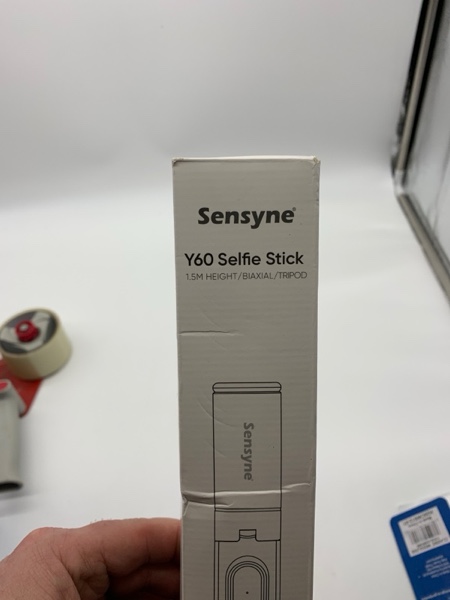 Sensyne®
Y60 Selfie Stick
1.5M HEIGHT/BIAXIAL/TRIPOD
Sensyne